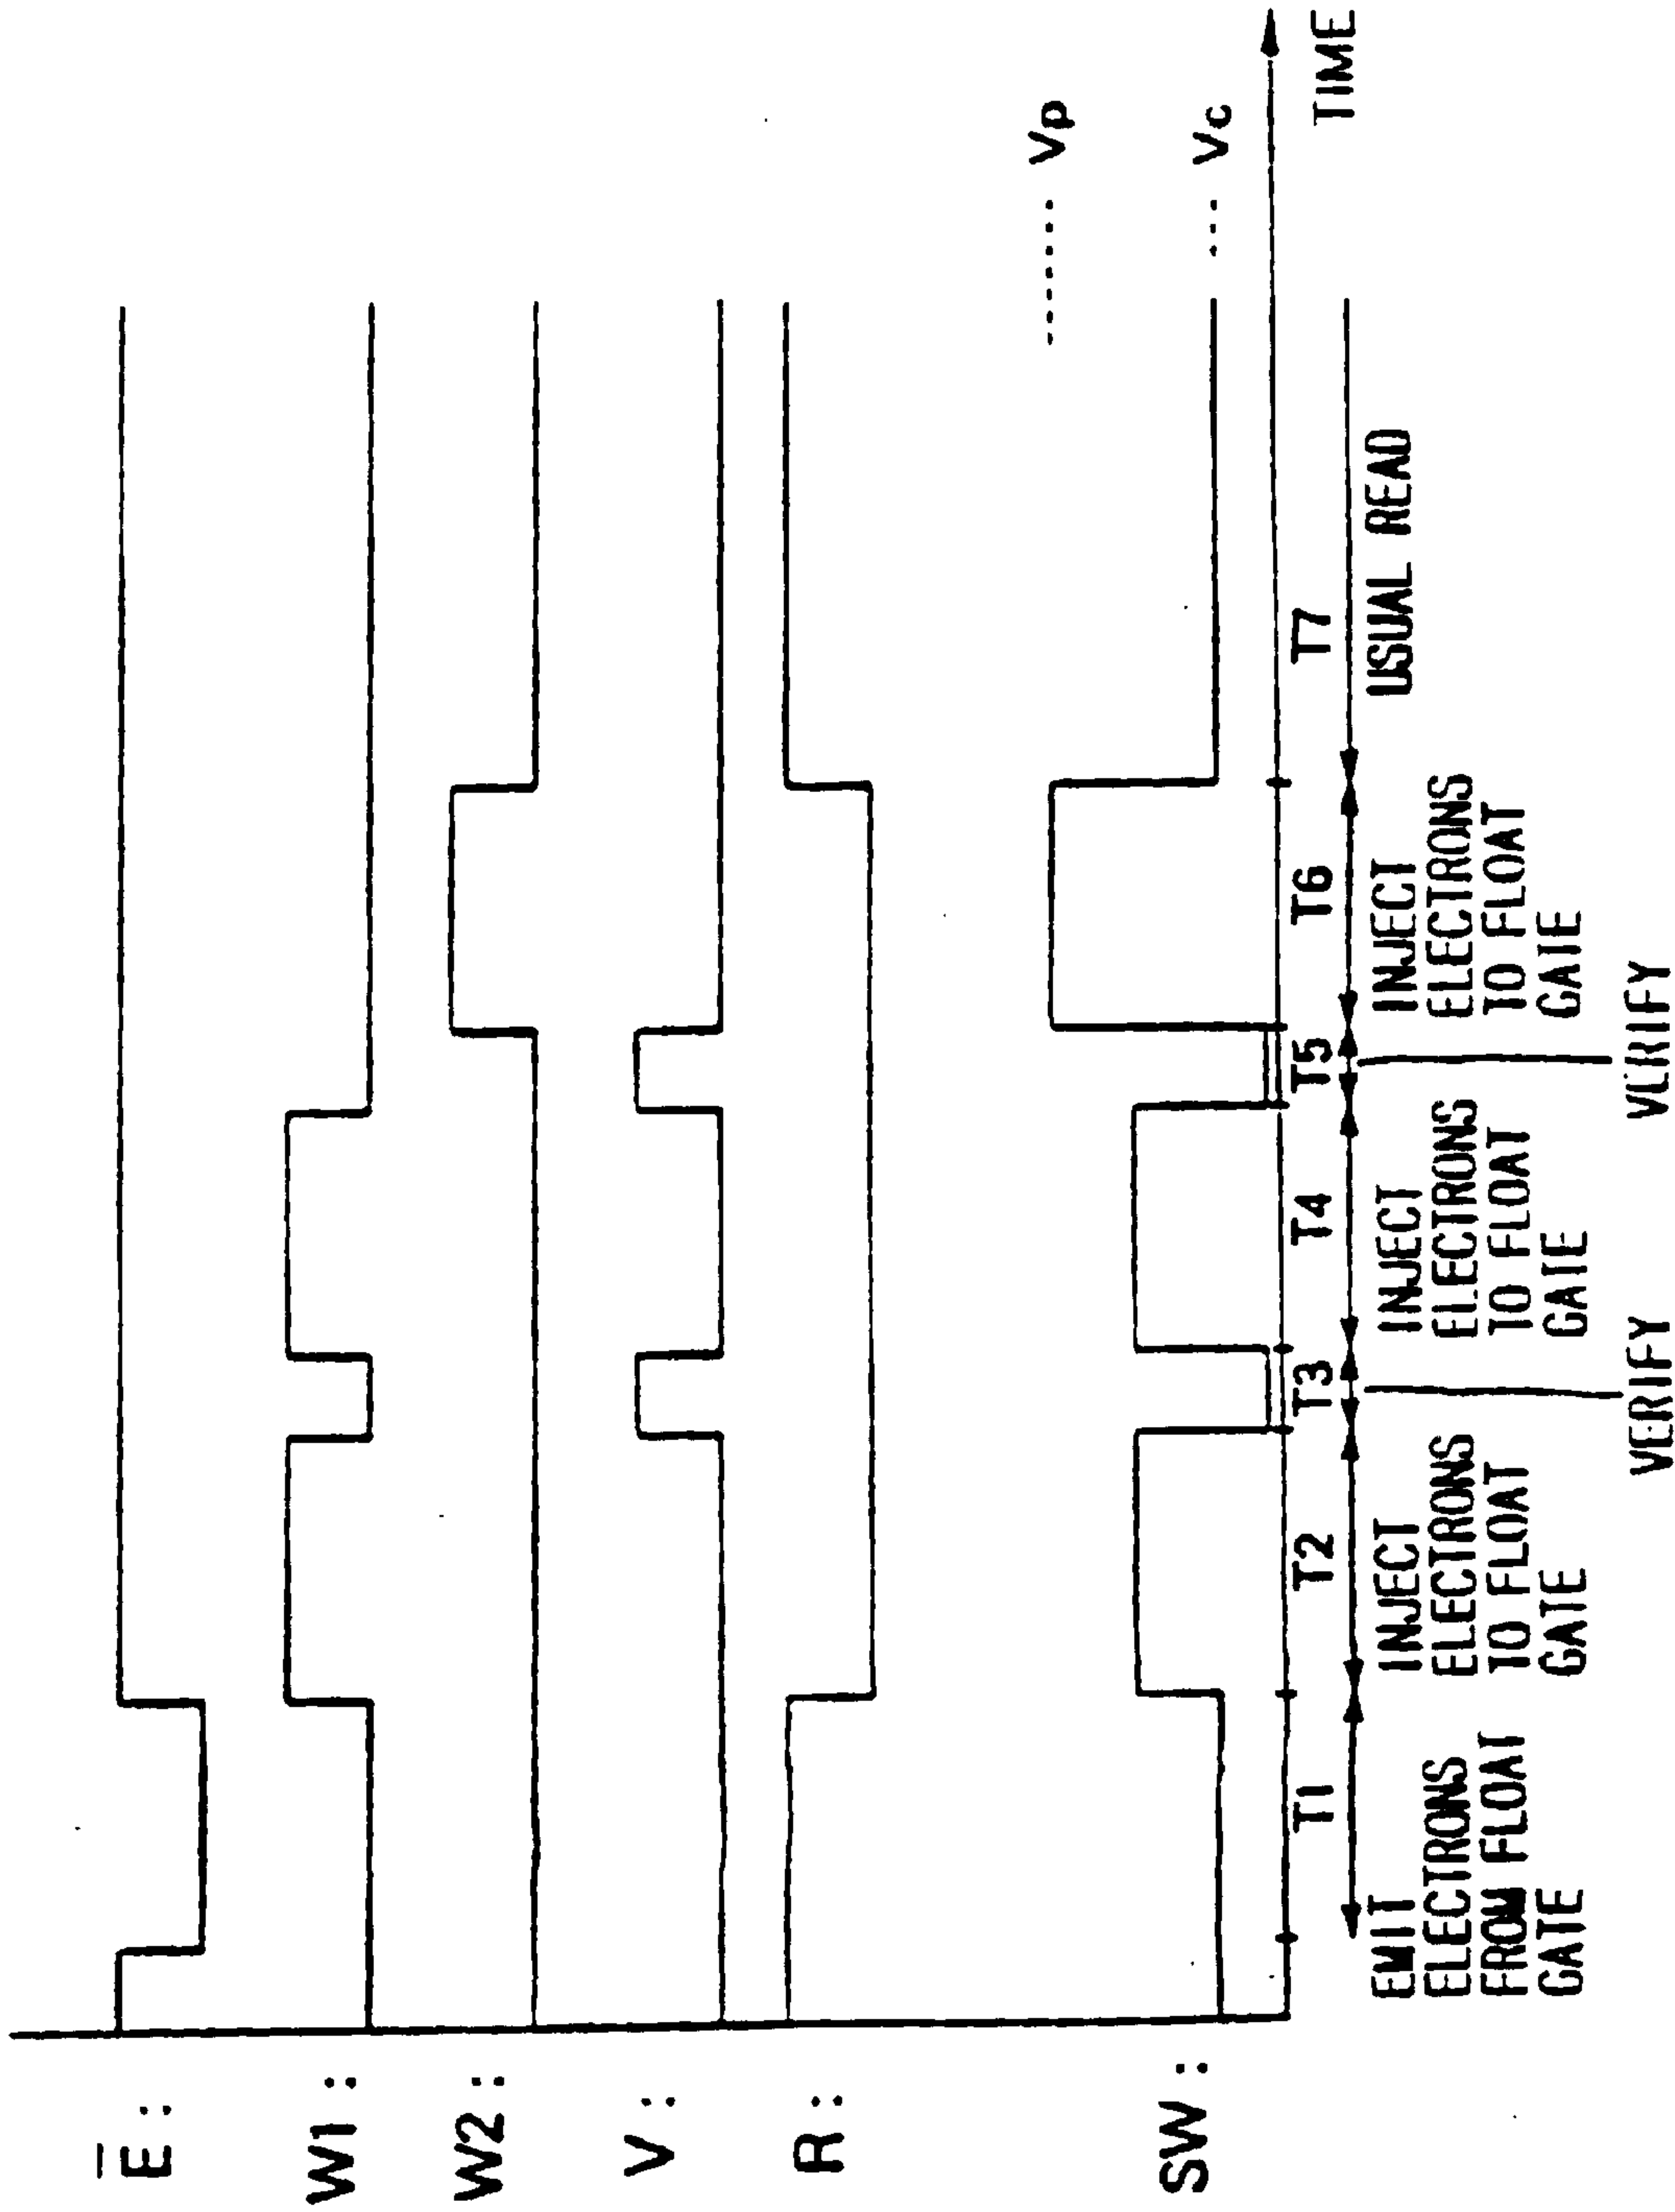 E :
W1 :
W2 :
V :
R :
SW :
Vp
Vc
TIME
T1
T2
T3
T4
T5
T6
T7
EMIT
ELECTRONS
FROM FLOAT
GATE
INJECT
ELECTRONS
TO FLOAT
GATE
VERIFY
INJECT
ELECTRONS
TO FLOAT
GATE
VERIFY
INJECT
ELECTRONS
TO FLOAT
GATE
USUAL READ